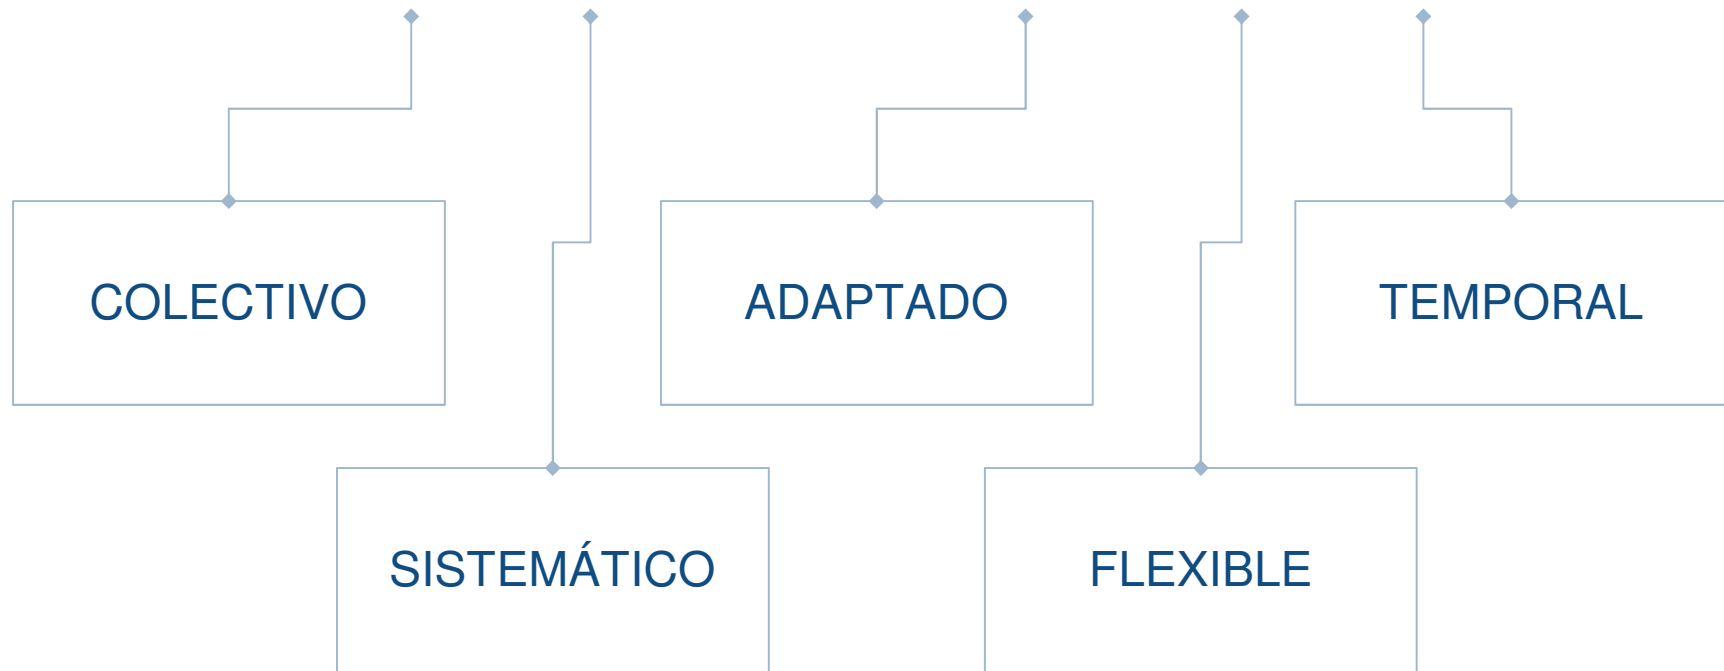 COLECTIVO
ADAPTADO
TEMPORAL
SISTEMÁTICO
FLEXIBLE